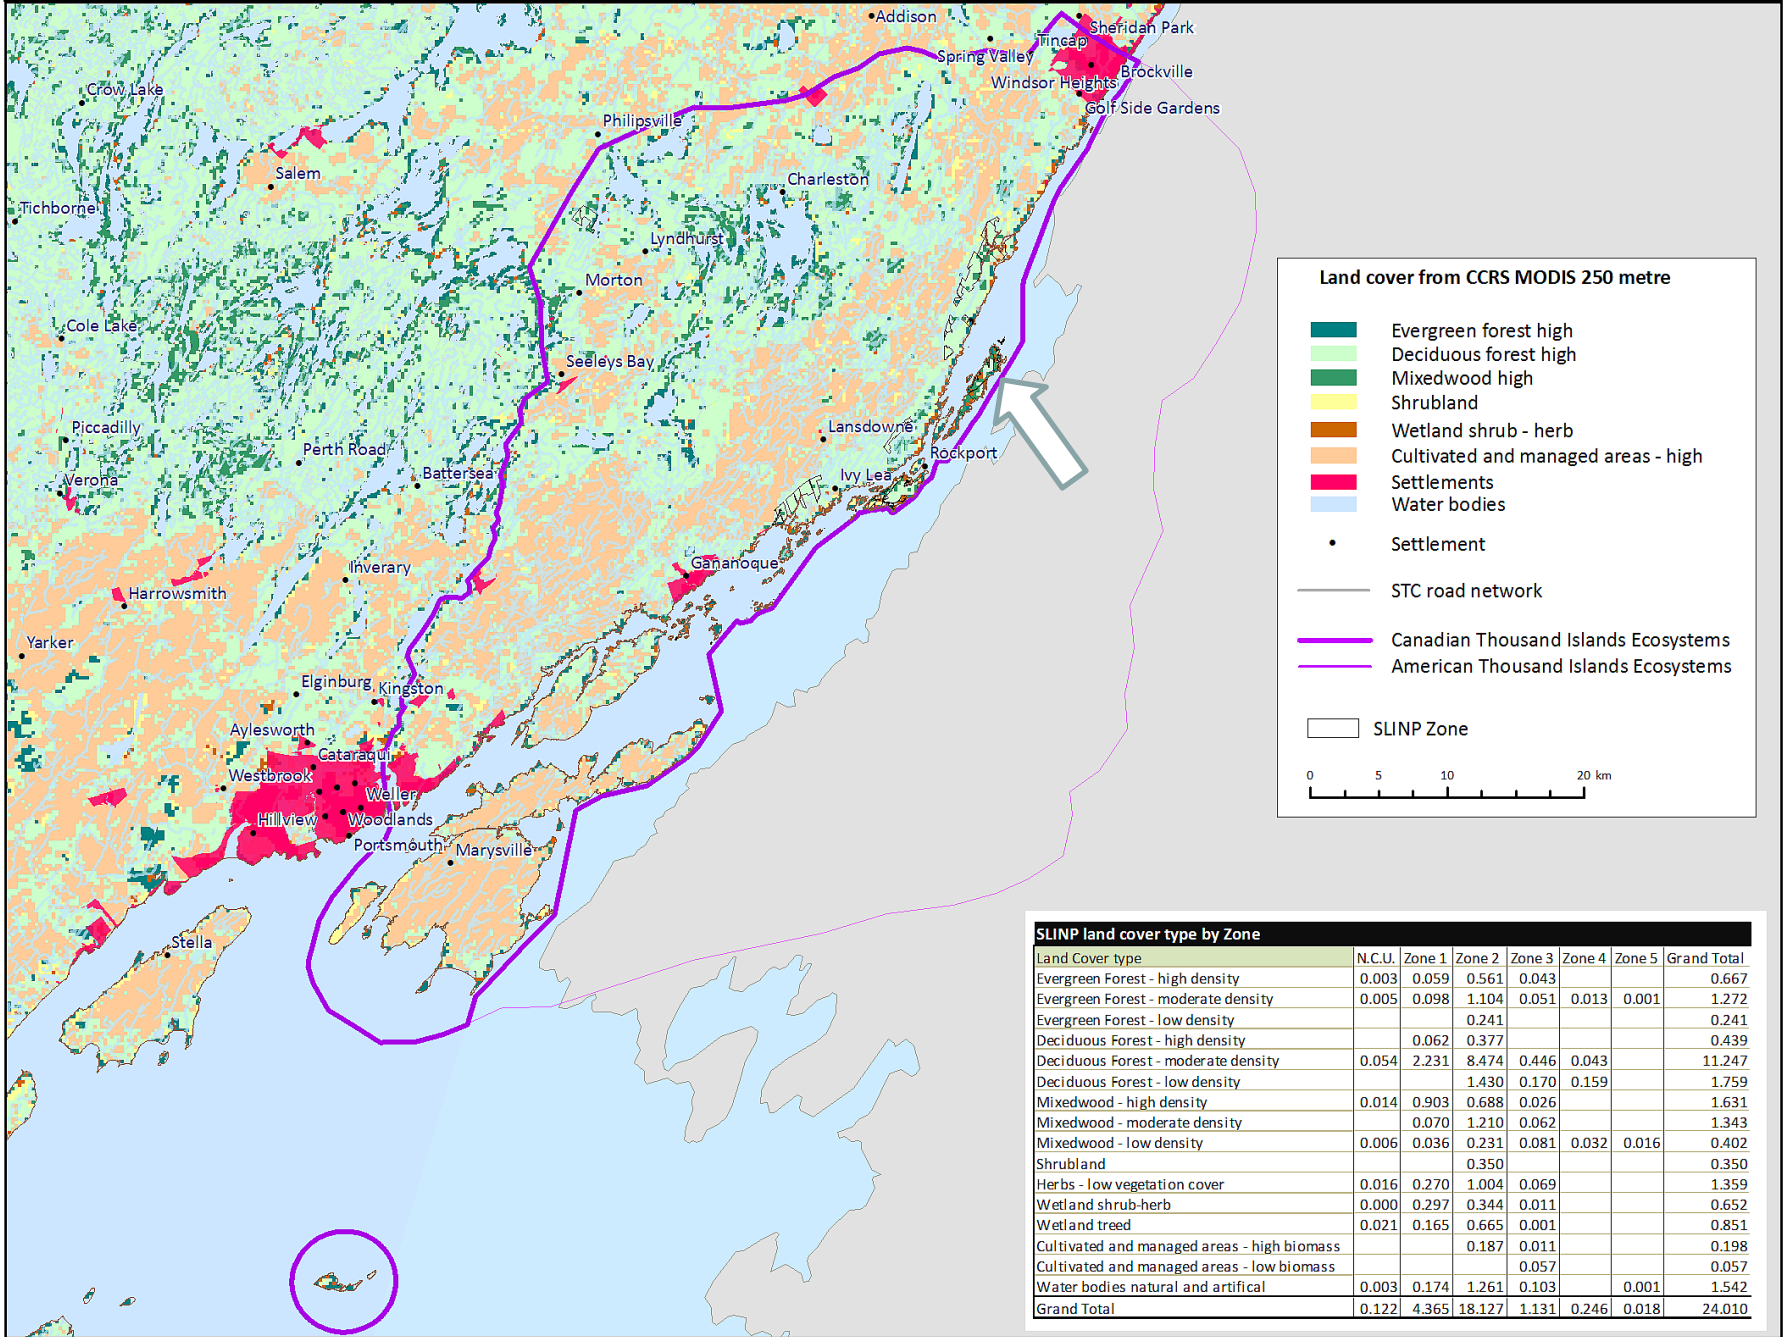 Addison
Sheridan Park
Tincap
Spring Valley
Brockville
Windsor Heights
Golf Side Gardens
Crow Lake
Philipsville
Salem
Charleston
Tichborne
Lyndhurst
Morton
Cole Lake
Seeleys Bay
Piccadilly
Lansdowne
Perth Road
Rockport
Battersea
Ivy Lea
Verona
Gananoque
Inverary
Harrowsmith
Yarker
Elginburg
Kingston
Aylesworth
Cataraqui
Westbrook
Weller
Hillview
Woodlands
Portsmouth
Marysville
Stella
Land cover from CCRS MODIS 250 metre
Evergreen forest high
Deciduous forest high
Mixedwood high
Shrubland
Wetland shrub - herb
Cultivated and managed areas - high
Settlements
Water bodies
Settlement
STC road network
Canadian Thousand Islands Ecosystems
American Thousand Islands Ecosystems
SLINP Zone
0 5 10 20 km
SLINP land cover type by Zone
Land Cover type N.C.U. Zone 1 Zone 2 Zone 3 Zone 4 Zone 5 Grand Total
Evergreen Forest - high density 0.003 0.059 0.561 0.043 0.667
Evergreen Forest - moderate density 0.005 0.098 1.104 0.051 0.013 0.001 1.272
Evergreen Forest - low density 0.241 0.241
Deciduous Forest - high density 0.062 0.377 0.439
Deciduous Forest - moderate density 0.054 2.231 8.474 0.446 0.043 11.247
Deciduous Forest - low density 1.430 0.170 0.159 1.759
Mixedwood - high density 0.014 0.903 0.688 0.026 1.631
Mixedwood - moderate density 0.070 1.210 0.062 1.343
Mixedwood - low density 0.006 0.036 0.231 0.081 0.032 0.016 0.402
Shrubland 0.350 0.350
Herbs - low vegetation cover 0.016 0.270 1.004 0.069 1.359
Wetland shrub-herb 0.000 0.297 0.344 0.011 0.652
Wetland treed 0.021 0.165 0.665 0.001 0.851
Cultivated and managed areas - high biomass 0.187 0.011 0.198
Cultivated and managed areas - low biomass 0.057 0.057
Water bodies natural and artifical 0.003 0.174 1.261 0.103 0.001 1.542
Grand Total 0.122 4.365 18.127 1.131 0.246 0.018 24.010